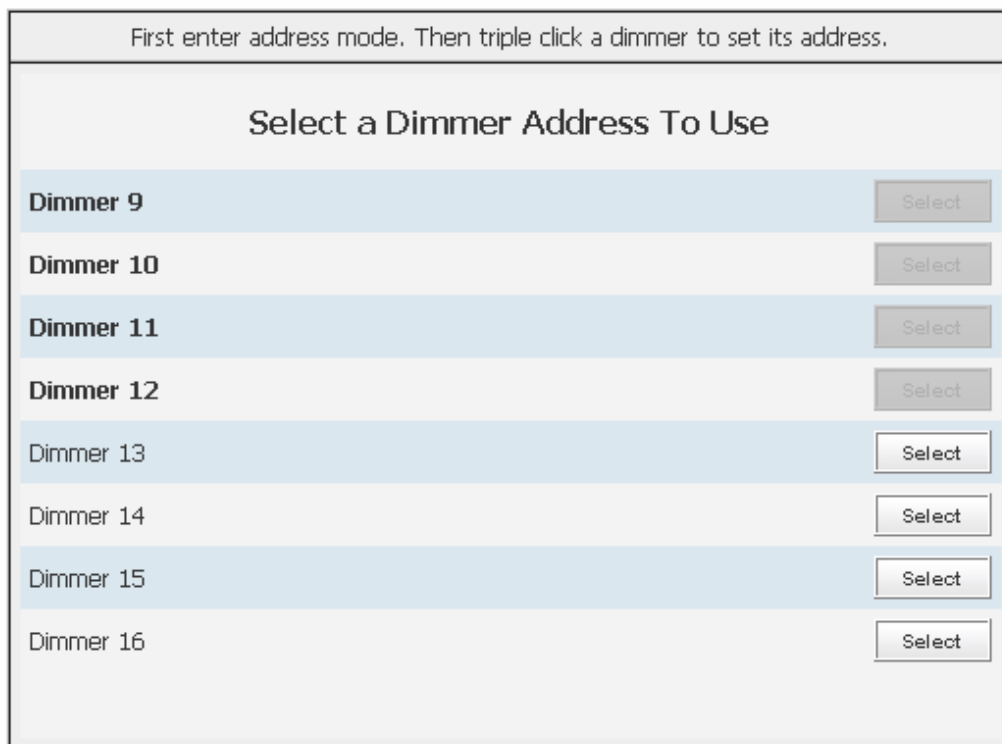 First enter address mode. Then triple click a dimmer to set its address.
Select a Dimmer Address To Use
Dimmer 9 Select
Dimmer 10 Select
Dimmer 11 Select
Dimmer 12 Select
Dimmer 13 Select
Dimmer 14 Select
Dimmer 15 Select
Dimmer 16 Select